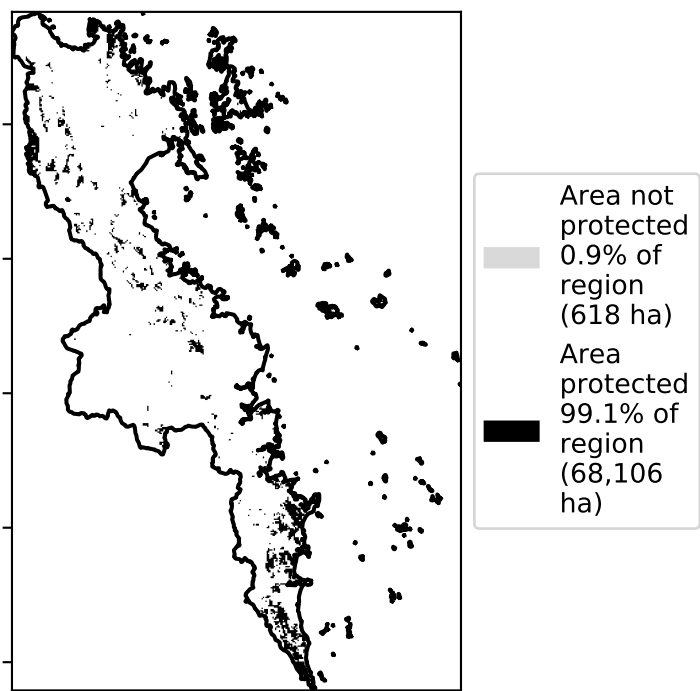 Area not
protected
0.9% of
region
(618 ha)
Area
protected
99.1% of
region
(68,106
ha)